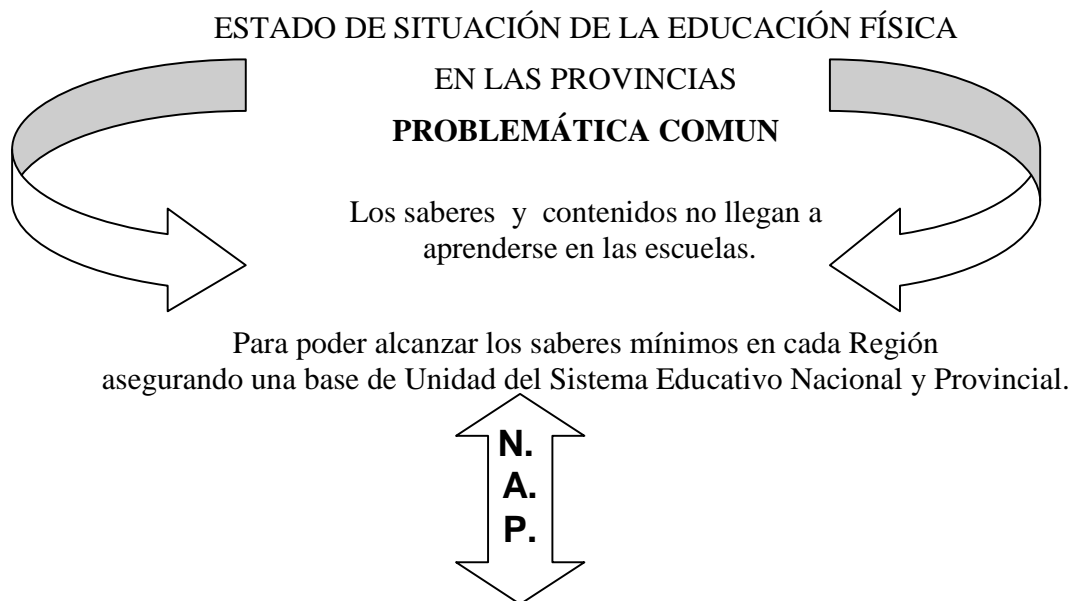 ESTADO DE SITUACIÓN DE LA EDUCACIÓN FÍSICA
EN LAS PROVINCIAS
PROBLEMÁTICA COMUN
Los saberes y contenidos no llegan a
aprenderse en las escuelas.
Para poder alcanzar los saberes mínimos en cada Región
asegurando una base de Unidad del Sistema Educativo Nacional y Provincial.
N.
A.
P.